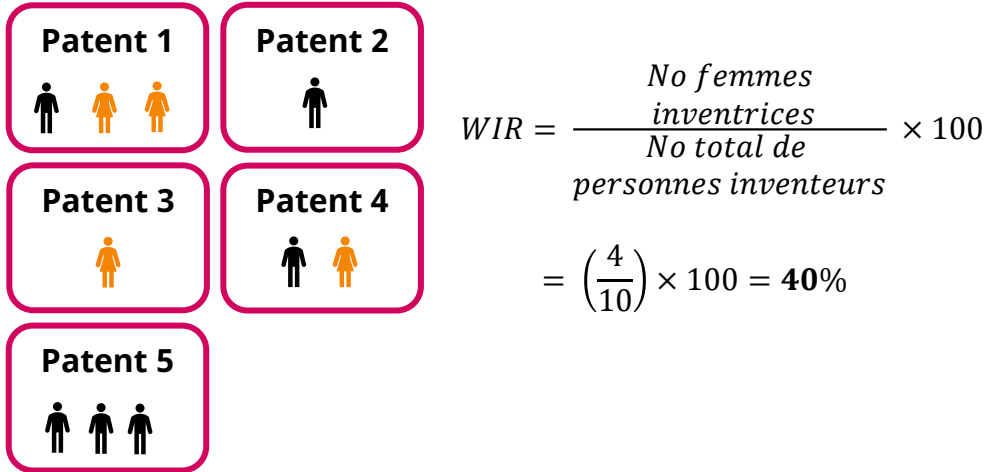 Patent 1
Patent 2
Patent 3
Patent 4
Patent 5
WIR = No femmes
inventrices
No total de
personnes inventeurs
× 100
= (4/10) × 100 = 40%